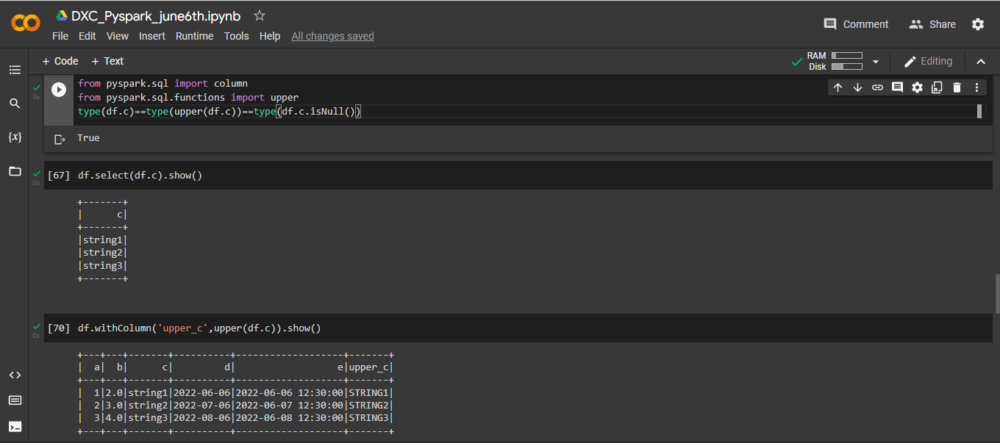 DXC_Pyspark_june6th.ipynb
File Edit View Insert Runtime Tools Help All changes saved
Comment Share
+ Code + Text
RAM
Disk
Editing
0s
from pyspark.sql import column
from pyspark.sql.functions import upper
type(df.c)==type(upper(df.c))==type(df.c.isNull())
True
{x}
0s
[67] df.select(df.c).show()
+-------+
|      c|
+-------+
|string1|
|string2|
|string3|
+-------+
0s
[70] df.withColumn('upper_c',upper(df.c)).show()
+---+---+-------+----------+-------------------+-------+
|  a|  b|      c|         d|                  e|upper_c|
+---+---+-------+----------+-------------------+-------+
|  1|2.0|string1|2022-06-06|2022-06-06 12:30:00|STRING1|
|  2|3.0|string2|2022-07-06|2022-06-07 12:30:00|STRING2|
|  3|4.0|string3|2022-08-06|2022-06-08 12:30:00|STRING3|
+---+---+-------+----------+-------------------+-------+